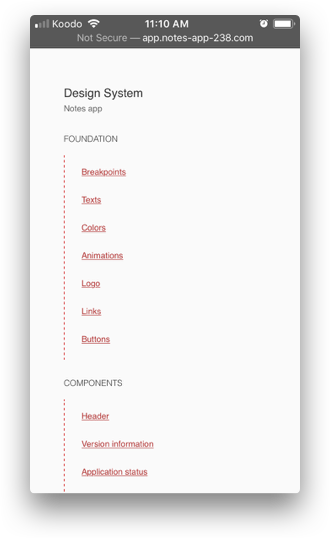 Koodo 11:10 AM
Not Secure — app.notes-app-238.com
Design System
Notes app
FOUNDATION
Breakpoints
Texts
Colors
Animations
Logo
Links
Buttons
COMPONENTS
Header
Version information
Application status